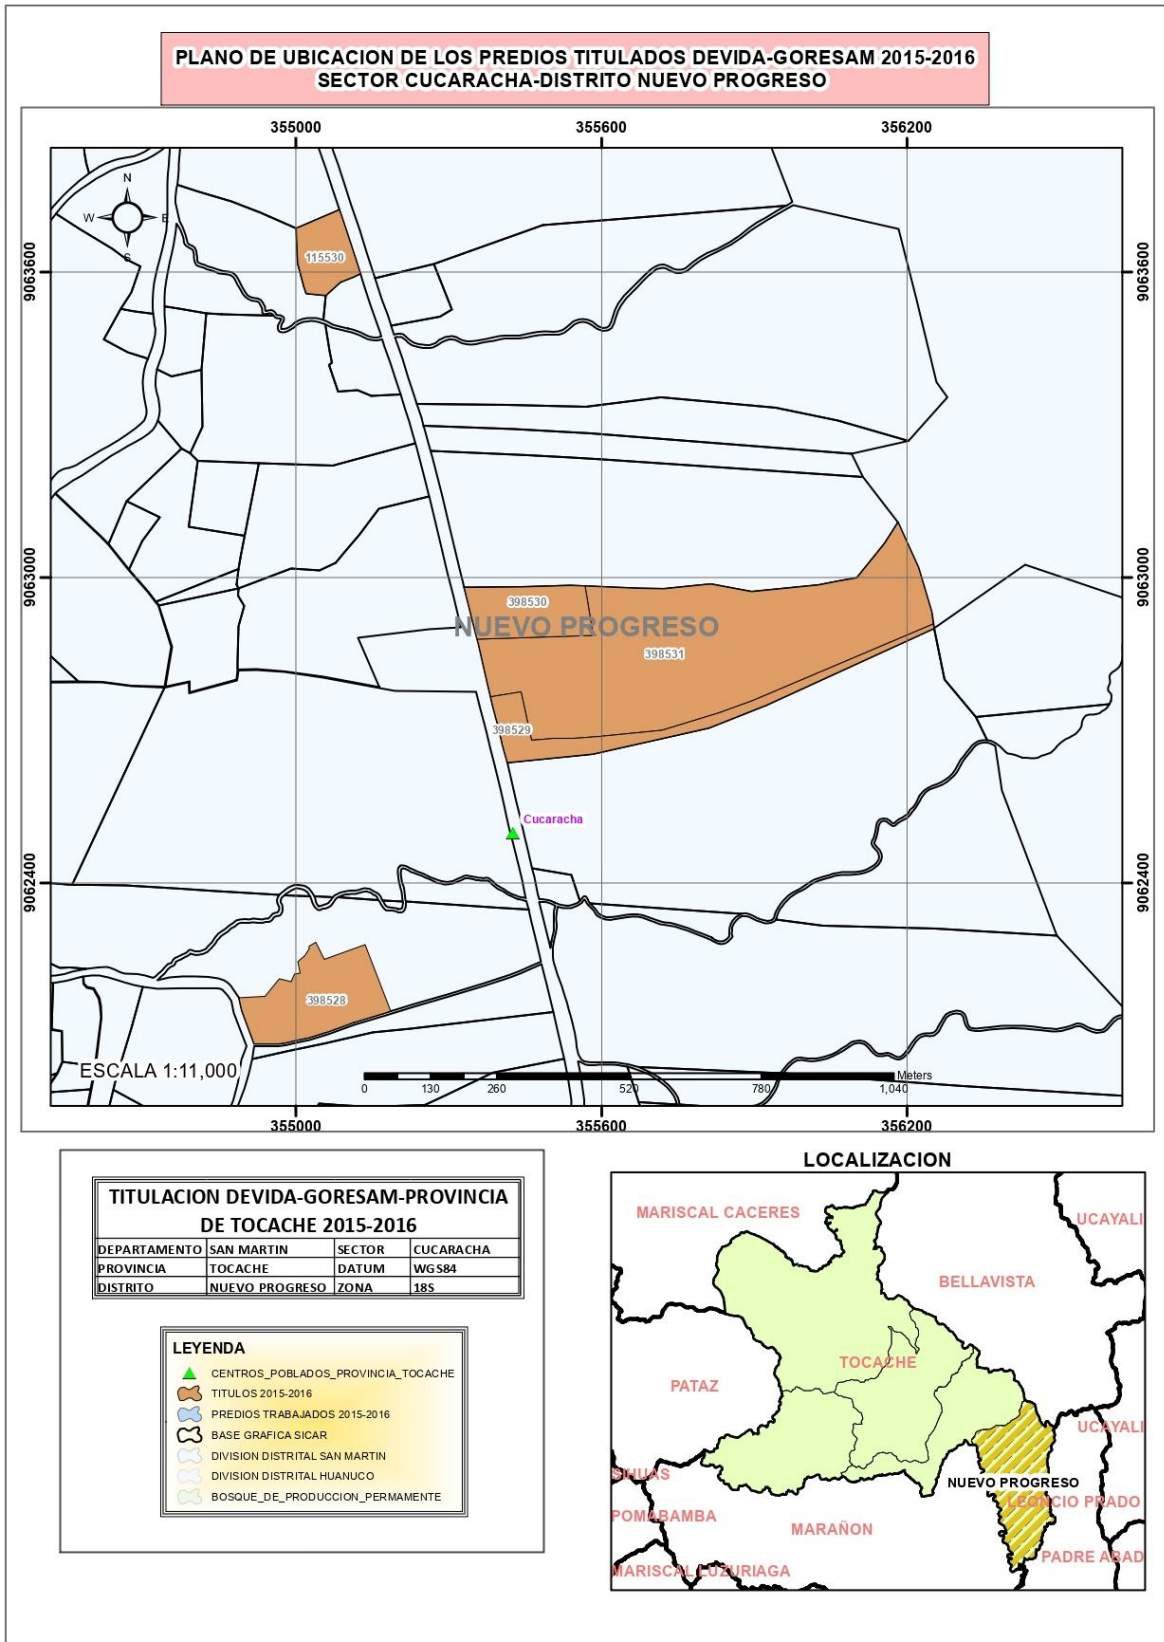 PLANO DE UBICACION DE LOS PREDIOS TITULADOS DEVIDA-GORESAM 2015-2016
SECTOR CUCARACHA-DISTRITO NUEVO PROGRESO
355000
355600
356200
N
W
E
S
9063600
9063600
115530
9063000
9063000
398530
NUEVO PROGRESO
398531
398529
Cucaracha
9062400
9062400
398528
ESCALA 1:11,000
Meters
0
130
260
520
780
1,040
355000
355600
356200
TITULACION DEVIDA-GORESAM-PROVINCIA
DE TOCACHE 2015-2016
DEPARTAMENTO SAN MARTIN SECTOR CUCARACHA
PROVINCIA TOCACHE DATUM WGS84
DISTRITO NUEVO PROGRESO ZONA 18S
LEYENDA
CENTROS_POBLADOS_PROVINCIA_TOCACHE
TITULOS 2015-2016
PREDIOS TRABAJADOS 2015-2016
BASE GRAFICA SICAR
DIVISION DISTRITAL SAN MARTIN
DIVISION DISTRITAL HUANUCO
BOSQUE_DE_PRODUCCION_PERMAMENTE
LOCALIZACION
MARISCAL CACERES
UCAYALI
BELLAVISTA
TOCACHE
PATAZ
UCAYALI
SIHUAS
NUEVO PROGRESO
LEONCIO PRADO
POMABAMBA
MARAÑON
PADRE ABAD
MARISCAL LUZURIAGA